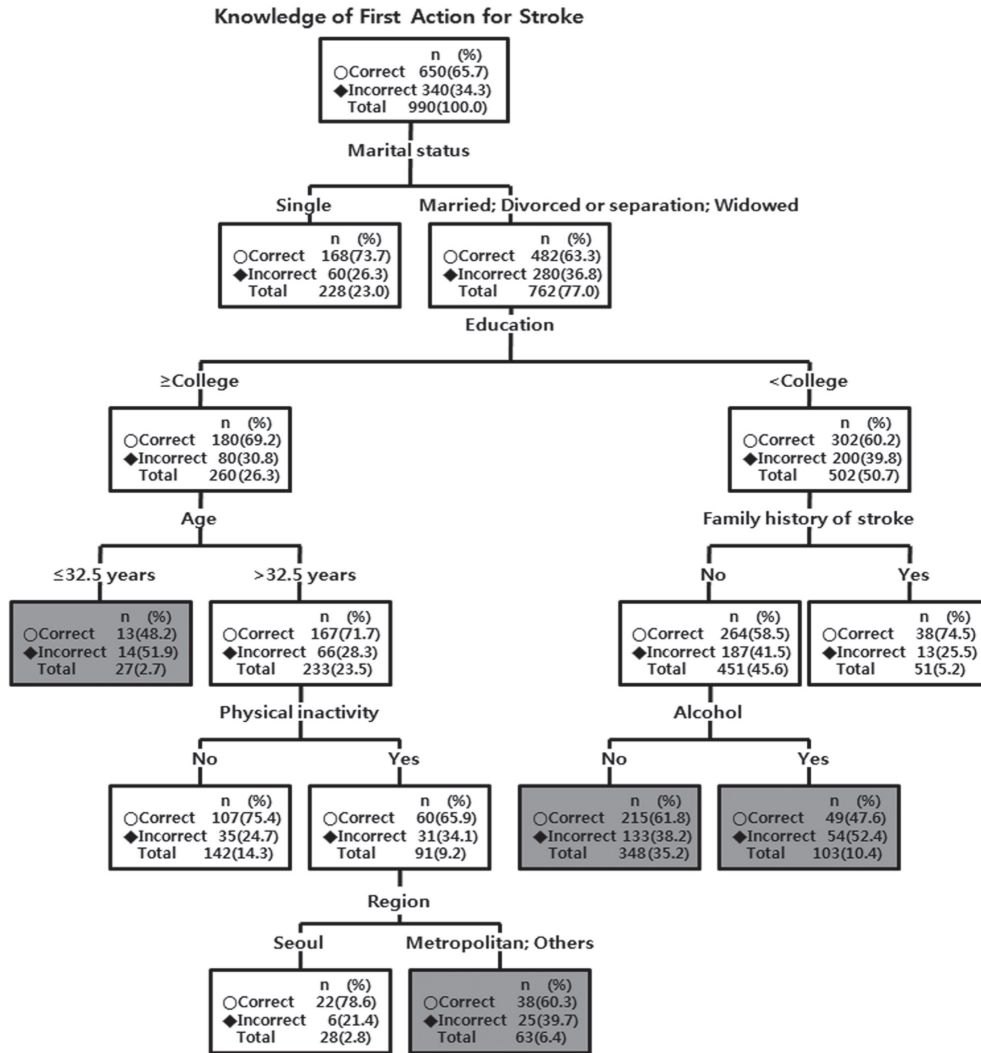 Knowledge of First Action for Stroke
n (%)
○Correct 650(65.7)
◆Incorrect 340(34.3)
Total 990(100.0)
Marital status
Single
Married; Divorced or separation; Widowed
n (%)
○Correct 168(73.7)
◆Incorrect 60(26.3)
Total 228(23.0)
n (%)
○Correct 482(63.3)
◆Incorrect 280(36.8)
Total 762(77.0)
Education
≥College
<College
n (%)
○Correct 180(69.2)
◆Incorrect 80(30.8)
Total 260(26.3)
n (%)
○Correct 302(60.2)
◆Incorrect 200(39.8)
Total 502(50.7)
Age
Family history of stroke
≤32.5 years
>32.5 years
No
Yes
n (%)
○Correct 13(48.2)
◆Incorrect 14(51.9)
Total 27(2.7)
n (%)
○Correct 167(71.7)
◆Incorrect 66(28.3)
Total 233(23.5)
n (%)
○Correct 264(58.5)
◆Incorrect 187(41.5)
Total 451(45.6)
n (%)
○Correct 38(74.5)
◆Incorrect 13(25.5)
Total 51(5.2)
Physical inactivity
Alcohol
No
Yes
No
Yes
n (%)
○Correct 107(75.4)
◆Incorrect 35(24.7)
Total 142(14.3)
n (%)
○Correct 60(65.9)
◆Incorrect 31(34.1)
Total 91(9.2)
n (%)
○Correct 215(61.8)
◆Incorrect 133(38.2)
Total 348(35.2)
n (%)
○Correct 49(47.6)
◆Incorrect 54(52.4)
Total 103(10.4)
Region
Seoul
Metropolitan; Others
n (%)
○Correct 22(78.6)
◆Incorrect 6(21.4)
Total 28(2.8)
n (%)
○Correct 38(60.3)
◆Incorrect 25(39.7)
Total 63(6.4)